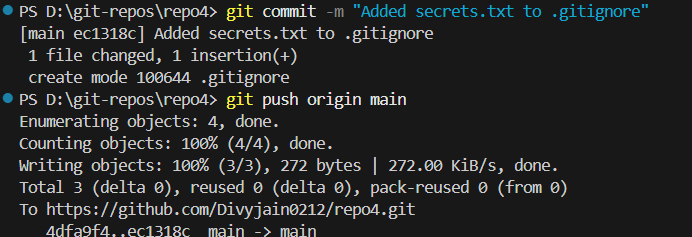 PS D:\git-repos\repo4> git commit -m "Added secrets.txt to .gitignore"
[main ec1318c] Added secrets.txt to .gitignore
 1 file changed, 1 insertion(+)
 create mode 100644 .gitignore
PS D:\git-repos\repo4> git push origin main
Enumerating objects: 4, done.
Counting objects: 100% (4/4), done.
Writing objects: 100% (3/3), 272 bytes | 272.00 KiB/s, done.
Total 3 (delta 0), reused 0 (delta 0), pack-reused 0 (from 0)
To https://github.com/Divyjain0212/repo4.git
   4dfa9f4..ec1318c  main -> main